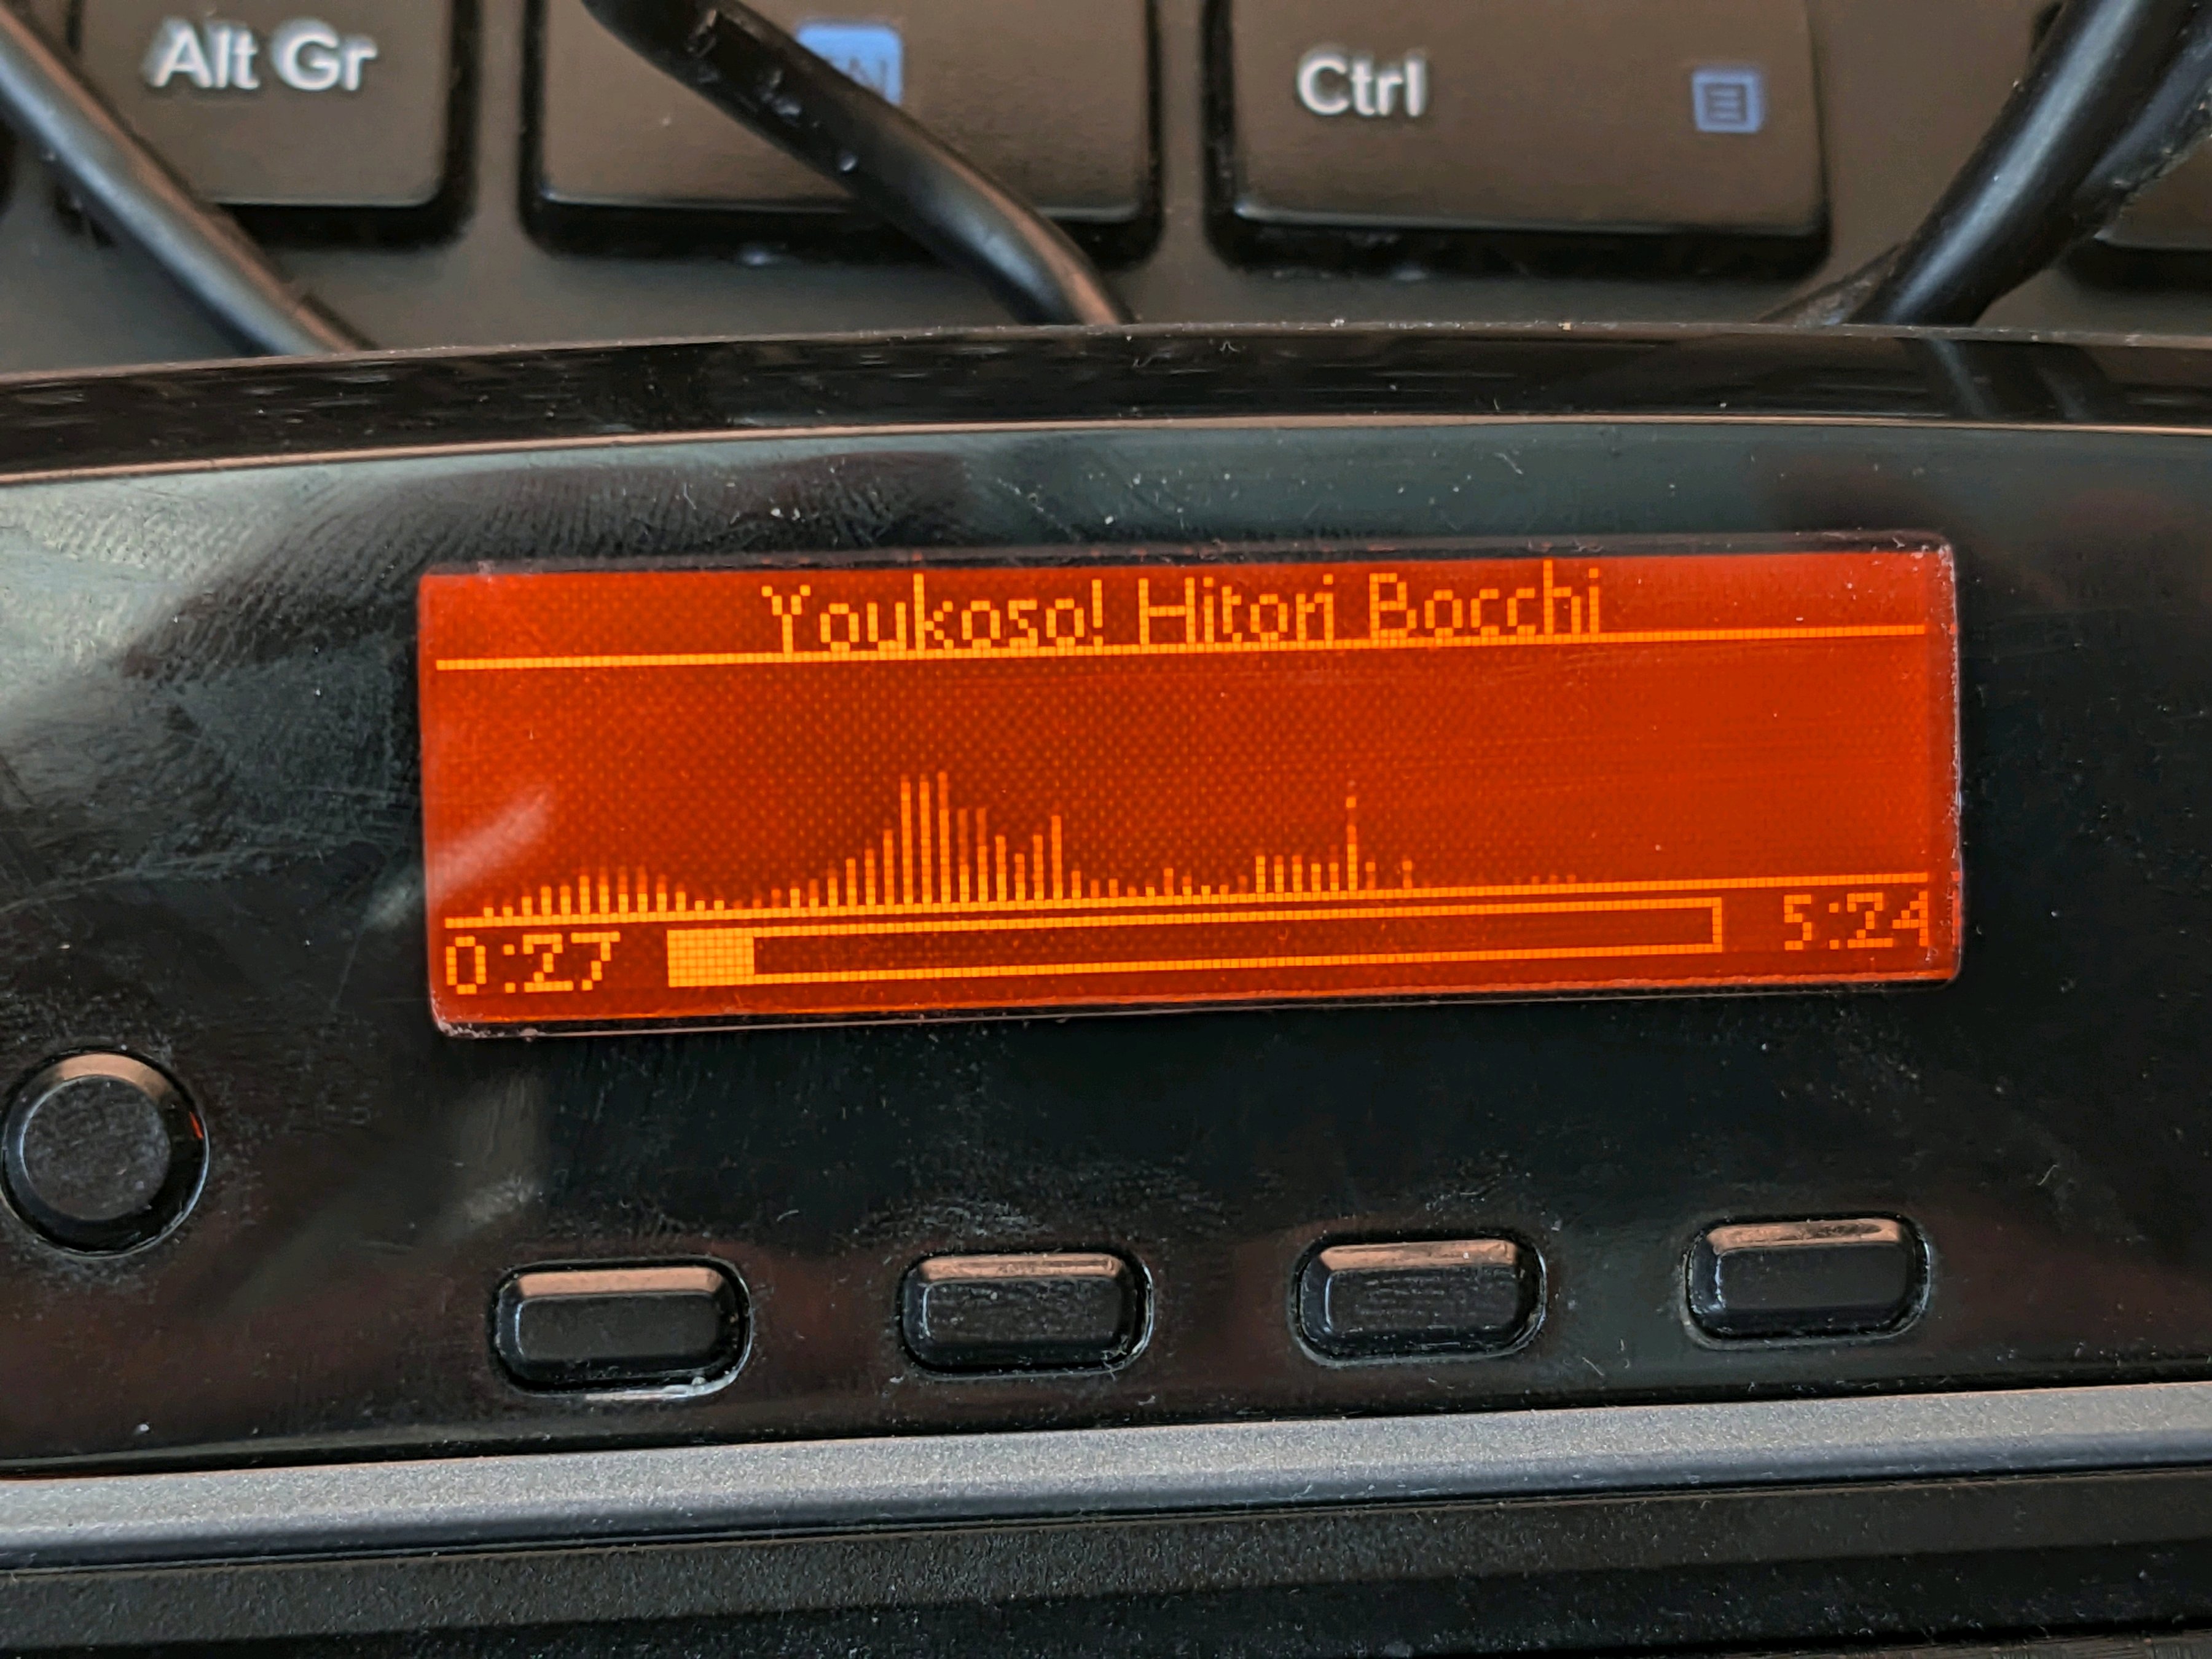 Alt Gr
Ctrl
Youkoso! Hitori Bocchi
0:27 5:24